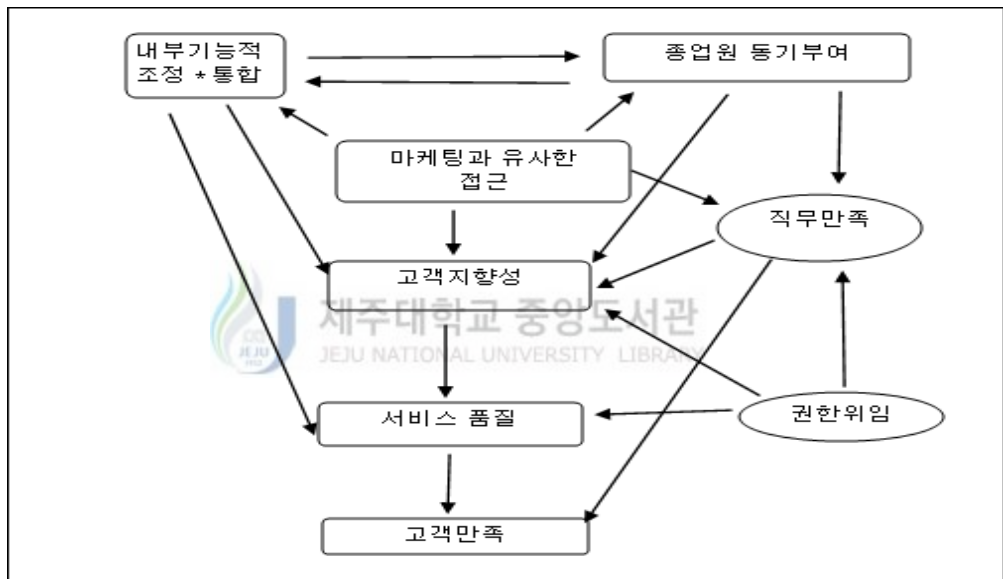 내부기능적
조정 *통합
종업원 동기부여
마케팅과 유사한
접근
직무만족
고객지향성
제주대학교 중앙도서관
JEJU NATIONAL UNIVERSITY LIBRARY
JEJU
서비스 품질
권한위임
고객만족